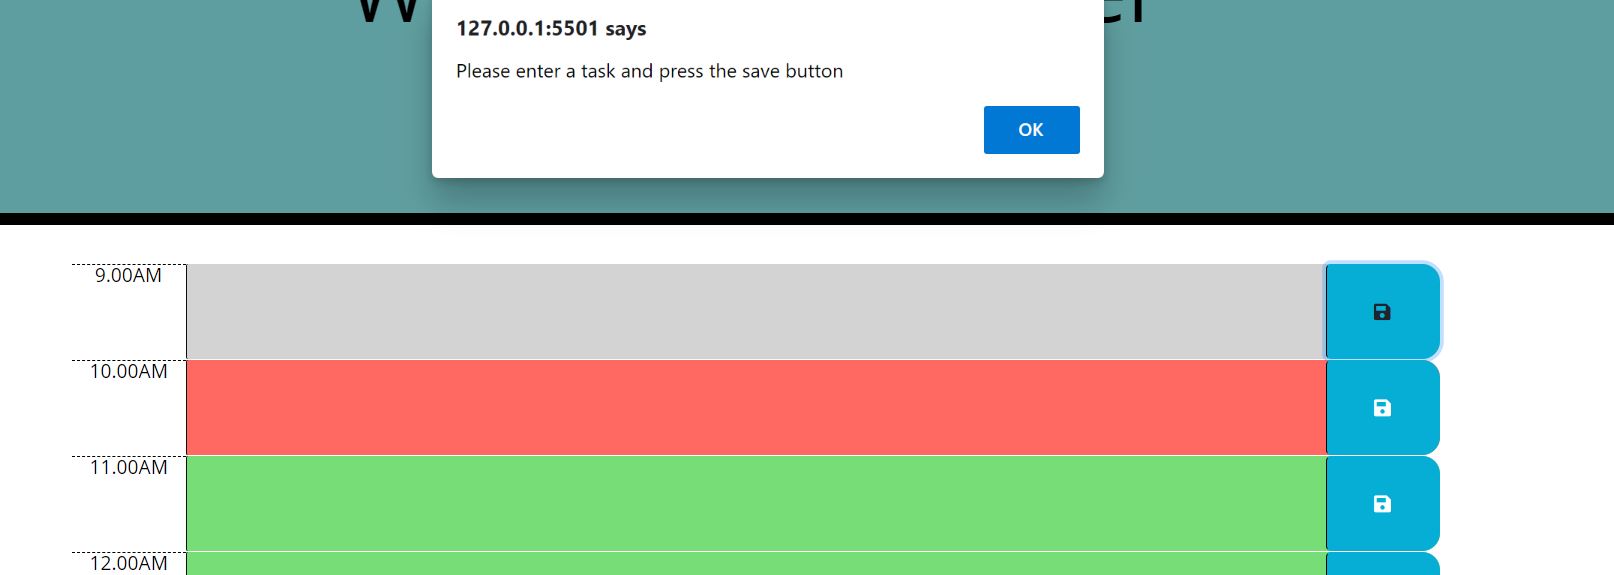 127.0.0.1:5501 says
Please enter a task and press the save button
OK
9.00AM
10.00AM
11.00AM
12.00AM